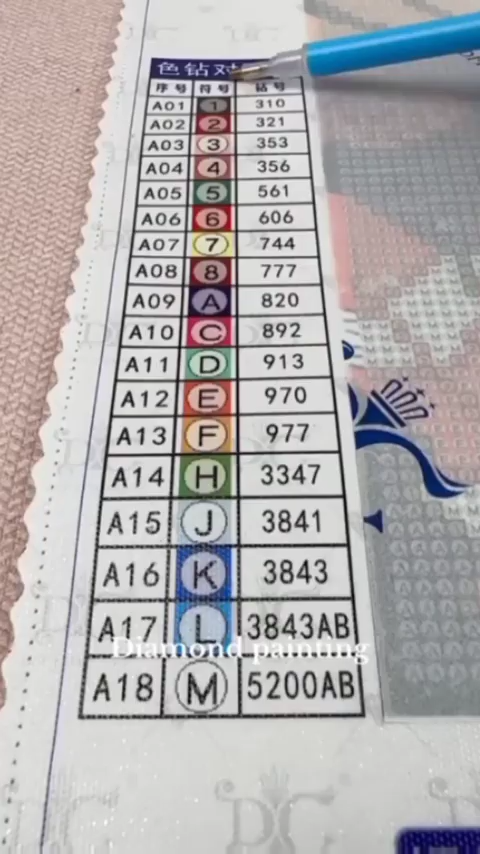 色钻对
序号 符号 钻号
A01 1 310
A02 2 321
A03 3 353
A04 4 356
A05 5 561
A06 6 606
A07 7 744
A08 8 777
A09 A 820
A10 C 892
A11 D 913
A12 E 970
A13 F 977
A14 H 3347
A15 J 3841
A16 K 3843
A17 L 3843AB
Diamond painting
A18 M 5200AB